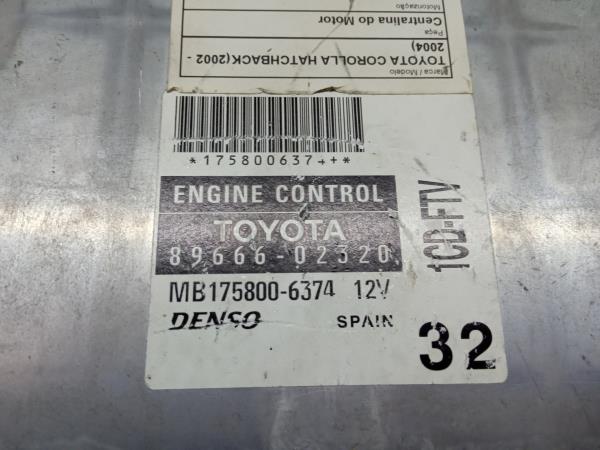 Marca / Modelo
TOYOTA COROLLA HATCHBACK (2002 -
2004)
Peça
Centralina do Motor
Motorização
*175800637+++*
ENGINE CONTROL
TOYOTA
89666-02320
MB175800-6374 12V
DENSO SPAIN
32
1CD-FTV